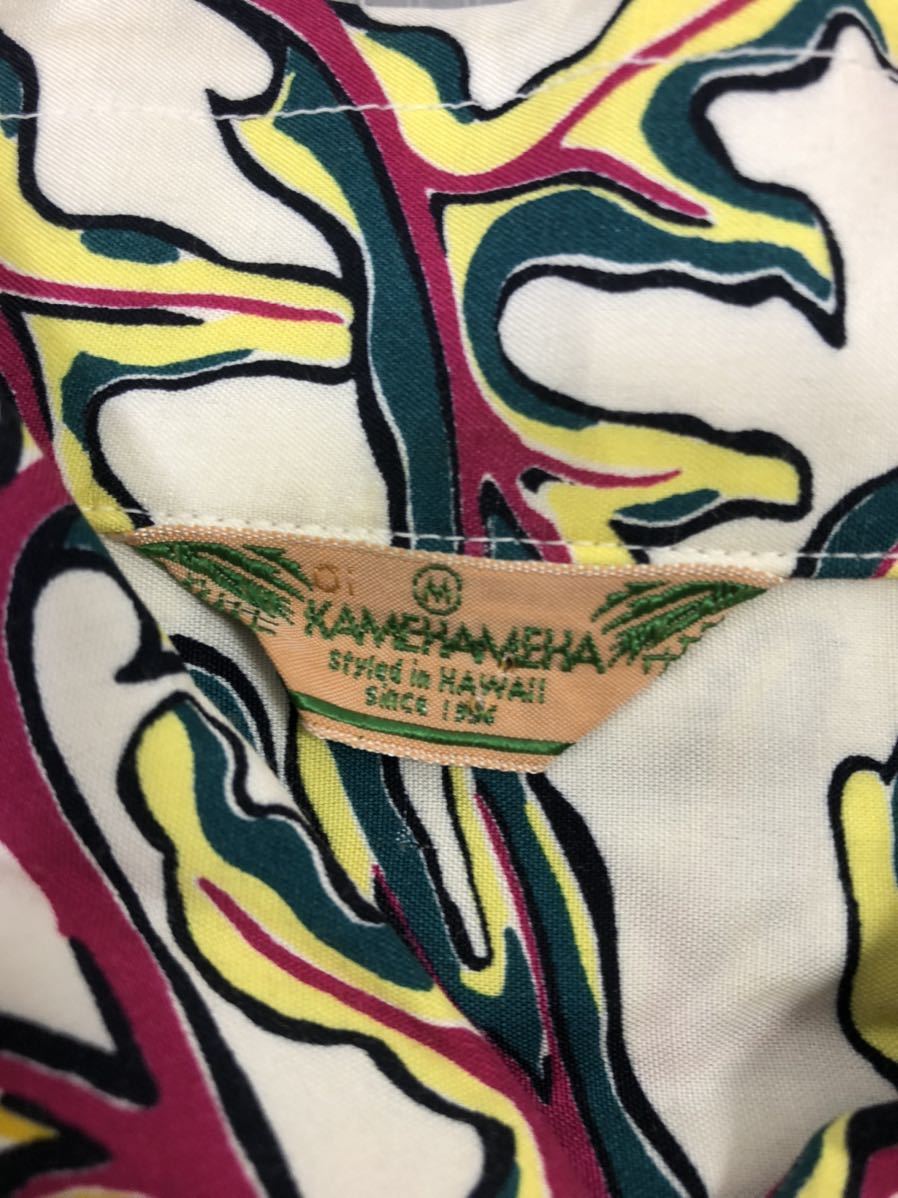 M
KAMEHAMEHA
Styled in HAWAII
Since 1936